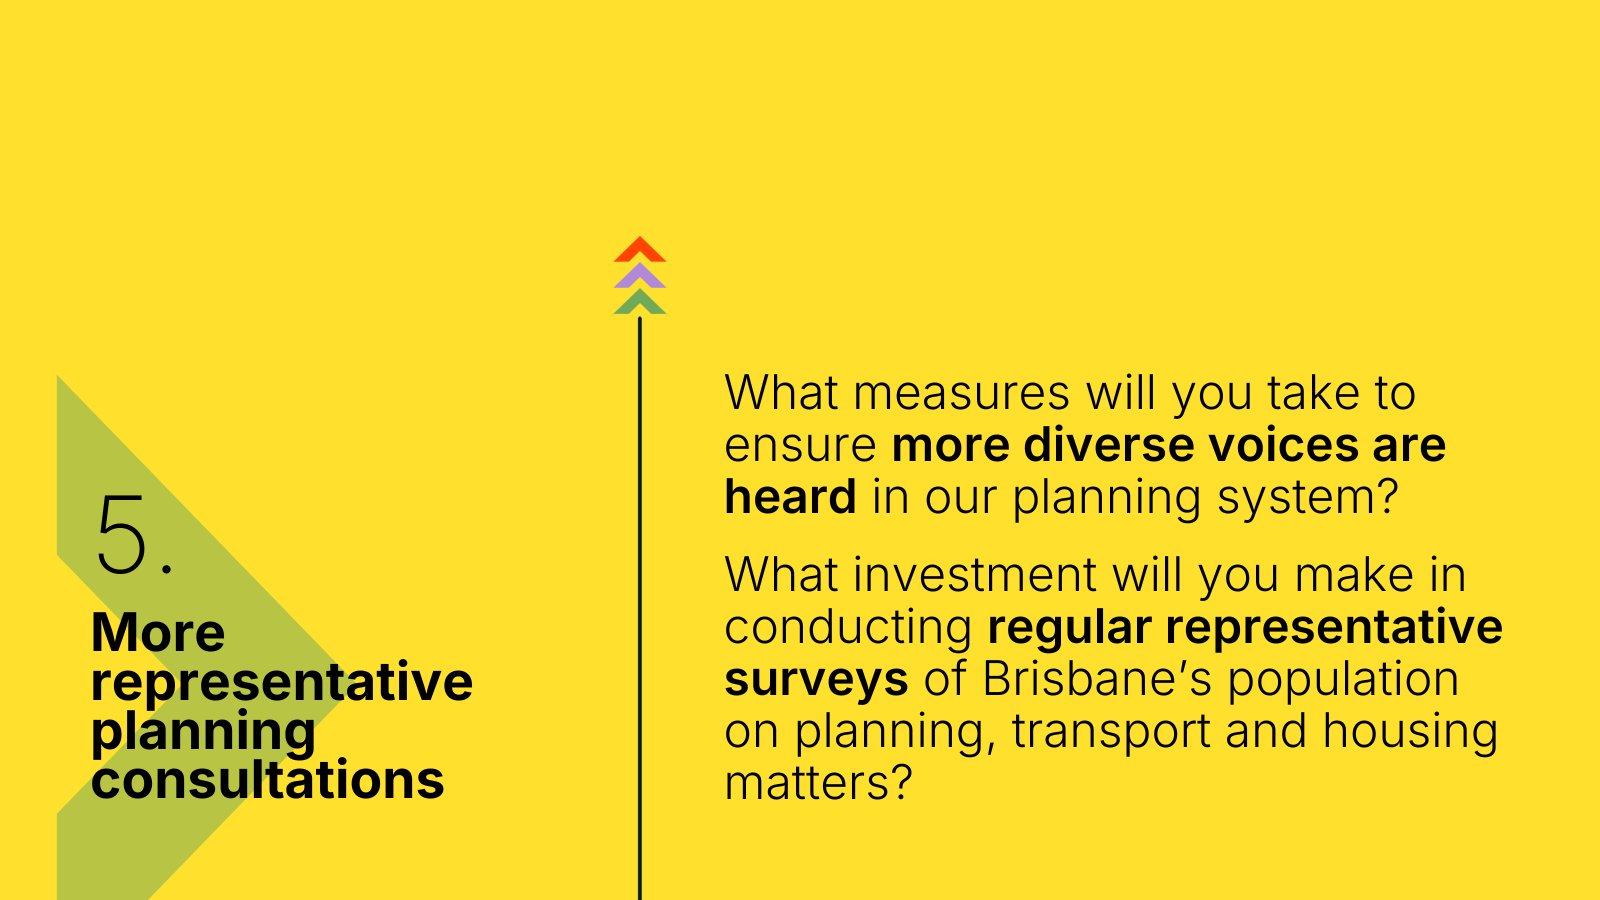 5.
More
representative
planning
consultations
What measures will you take to
ensure more diverse voices are
heard in our planning system?
What investment will you make in
conducting regular representative
surveys of Brisbane’s population
on planning, transport and housing
matters?